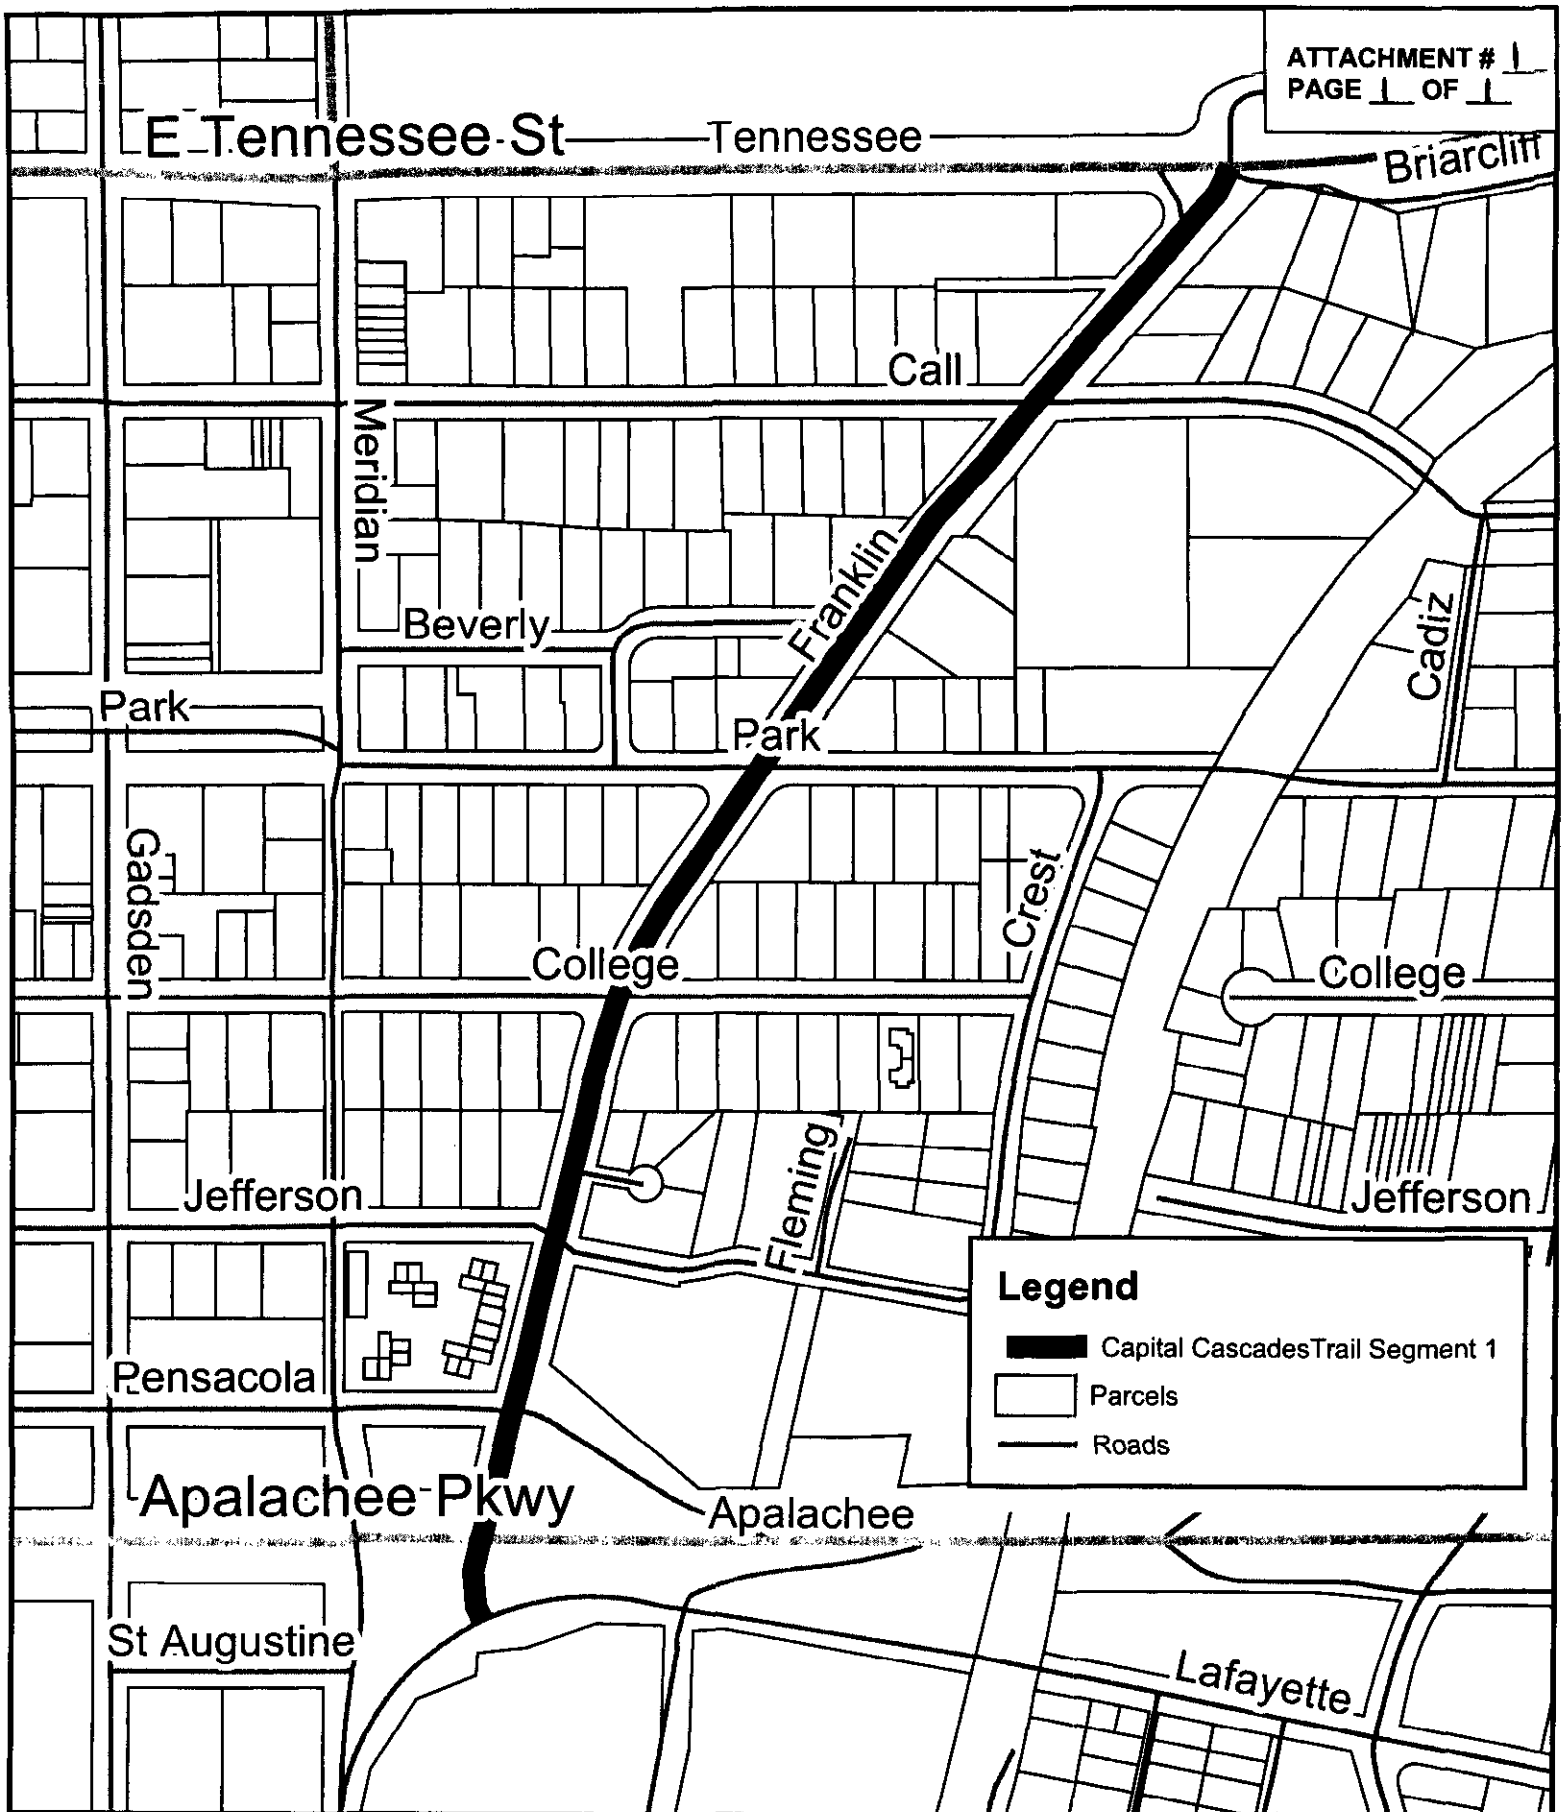 ATTACHMENT # 1
PAGE 1 OF 1
E Tennessee St
Tennessee
Briarcliff
Call
Meridian
Franklin
Beverly
Cadiz
Park
Park
Gadsden
Crest
College
College
Fleming
Jefferson
Jefferson
Legend
Capital CascadesTrail Segment 1
Parcels
Roads
Pensacola
Apalachee Pkwy
Apalachee
St Augustine
Lafayette